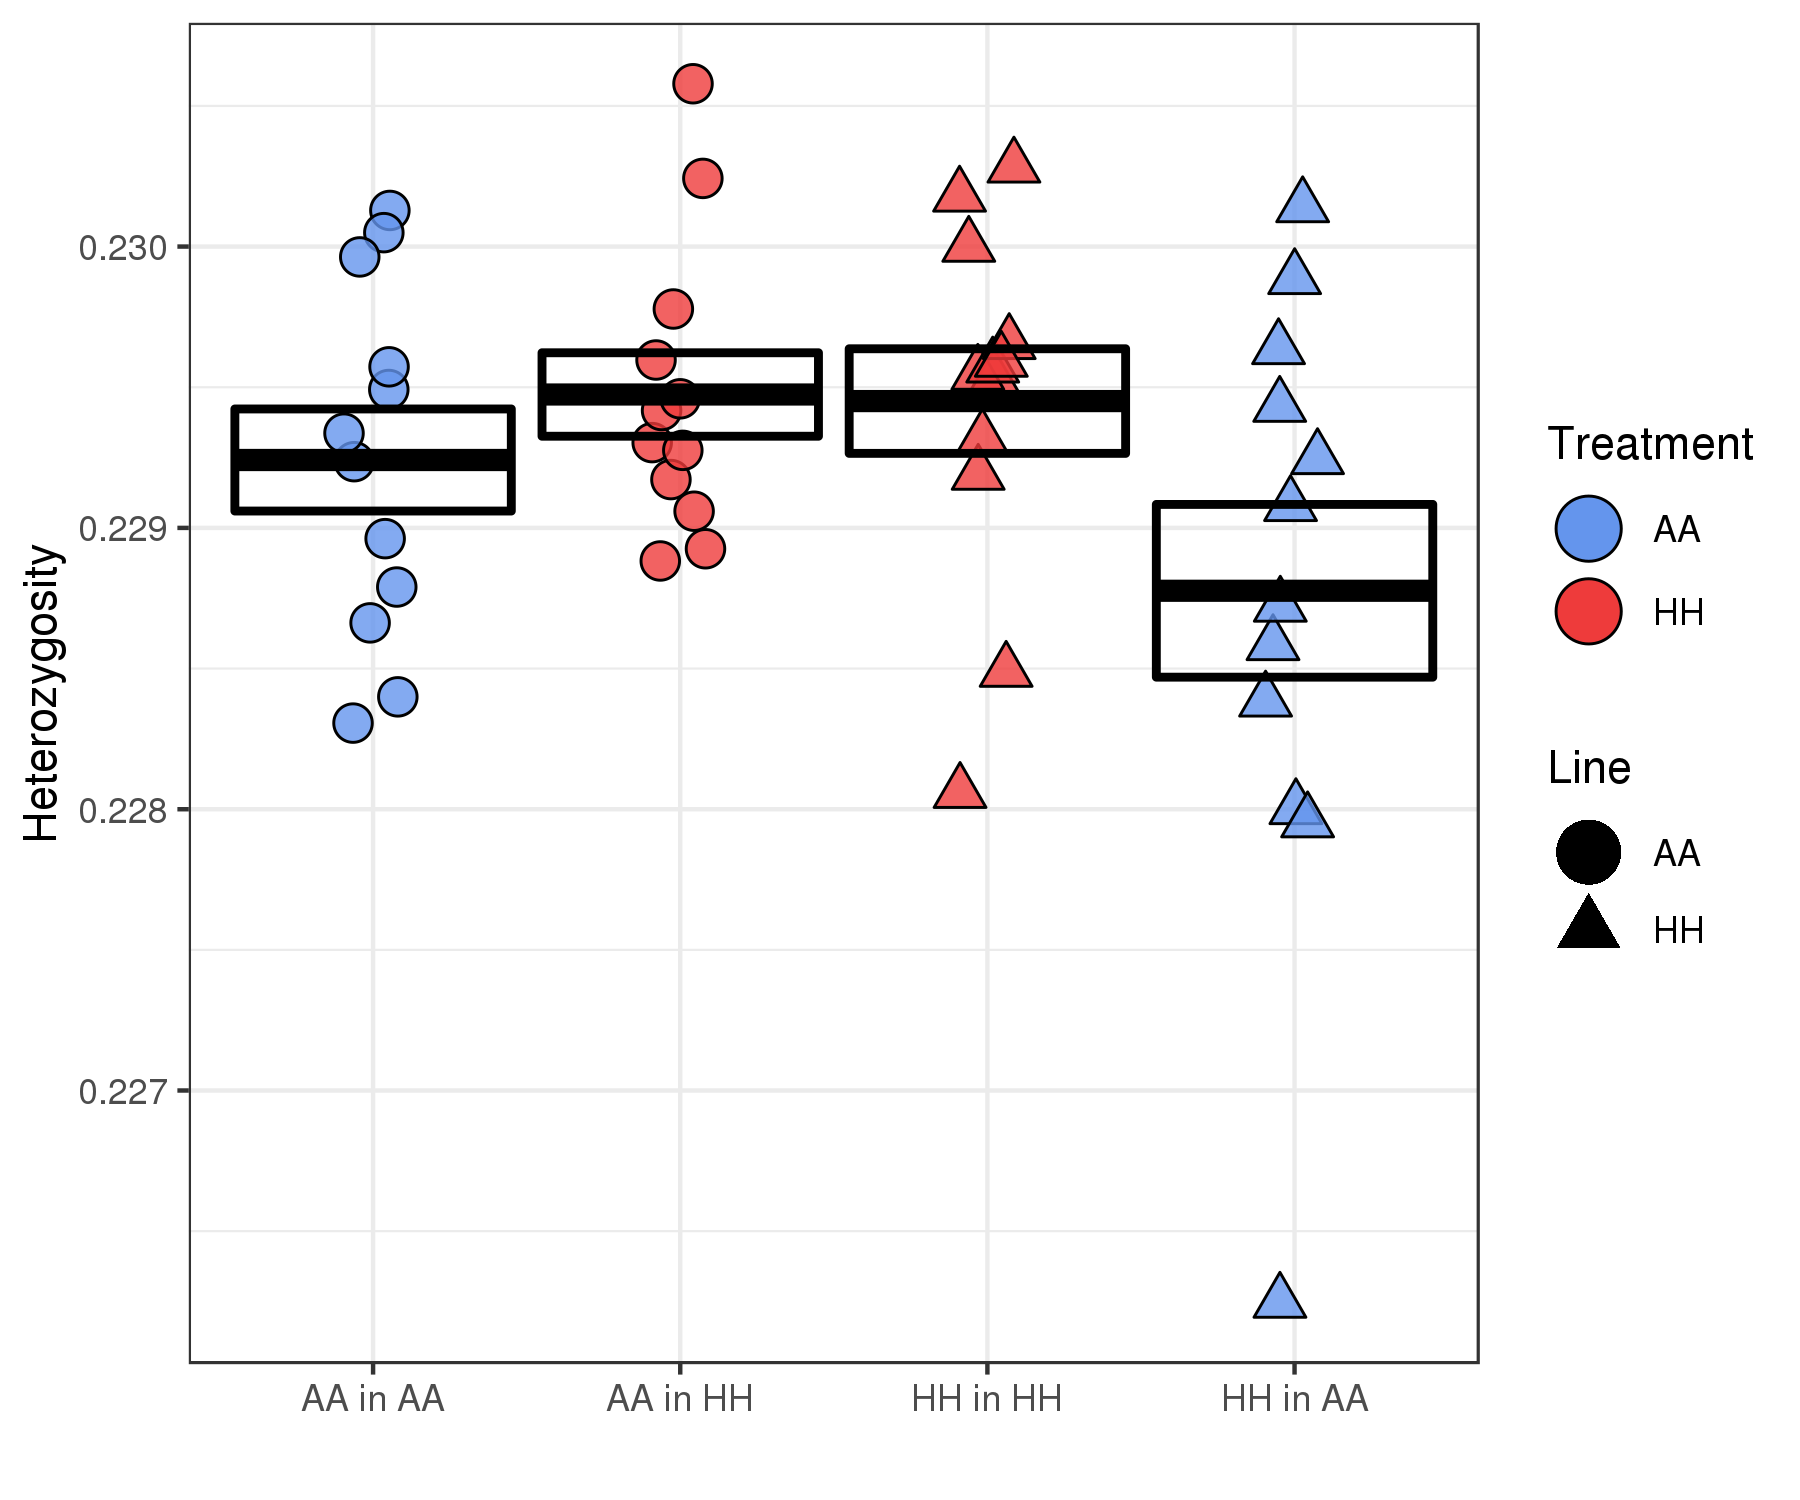 Heterozygosity
0.230
0.229
0.228
0.227
AA in AA
AA in HH
HH in HH
HH in AA
Treatment
AA
HH
Line
AA
HH